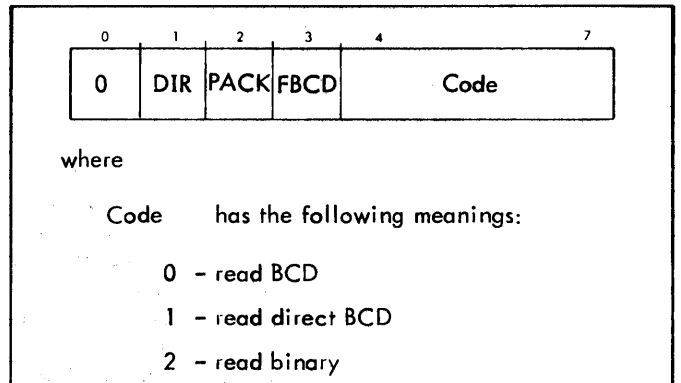 0 1 2 3 4 7
0 DIR PACK FBCD Code
where
Code has the following meanings:
0 - read BCD
1 - read direct BCD
2 - read binary